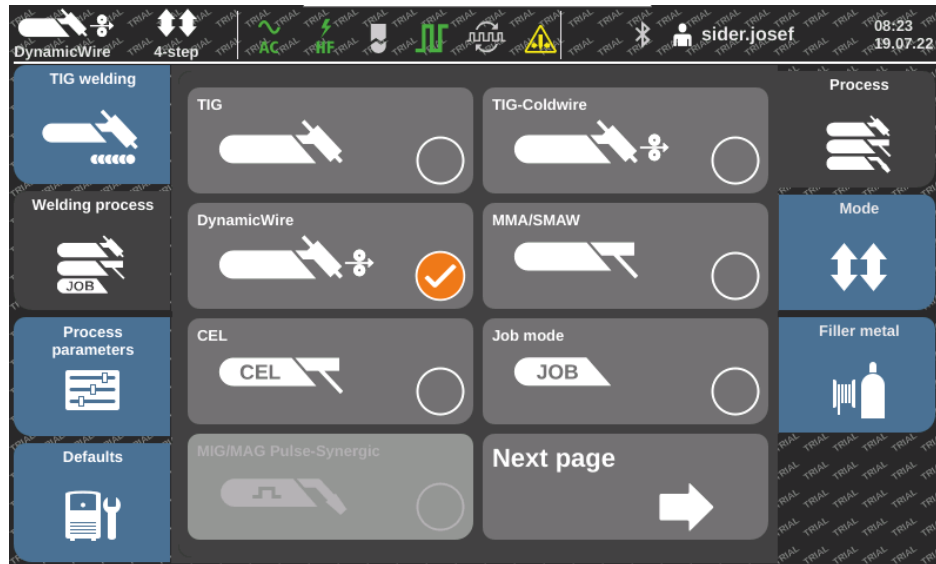 DynamicWire
4-step
AC
HF
sider.josef
08:23
19.07.22
TIG welding
Welding process
JOB
Process
parameters
Defaults
TIG
TIG-Coldwire
DynamicWire
MMA/SMAW
CEL
CEL
Job mode
JOB
MIG/MAG Pulse-Synergic
Next page
Process
Mode
Filler metal
TRIAL